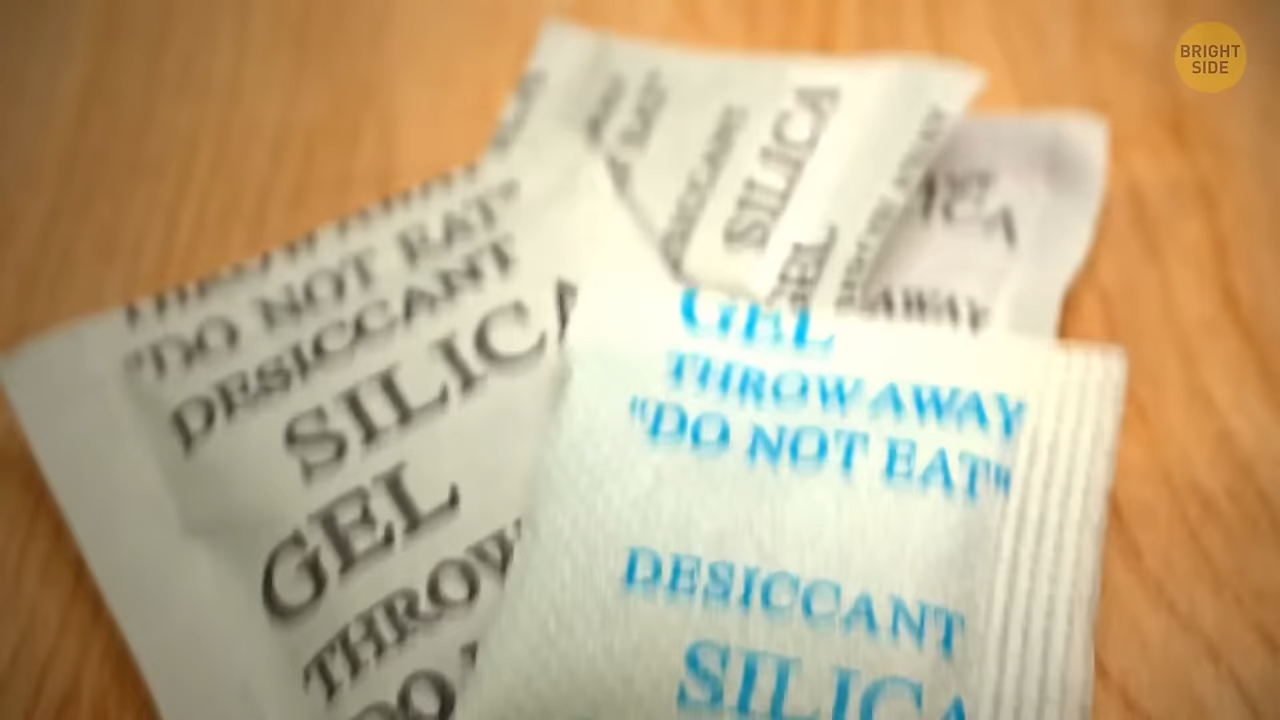 BRIGHT
SIDE
"DO NOT EAT"
DESICCANT
SILICA
GEL
THROW
DESICCANT
SILICA
GEL
AWAY
GEL
THROW AWAY
"DO NOT EAT"
DESICCANT
SILICA